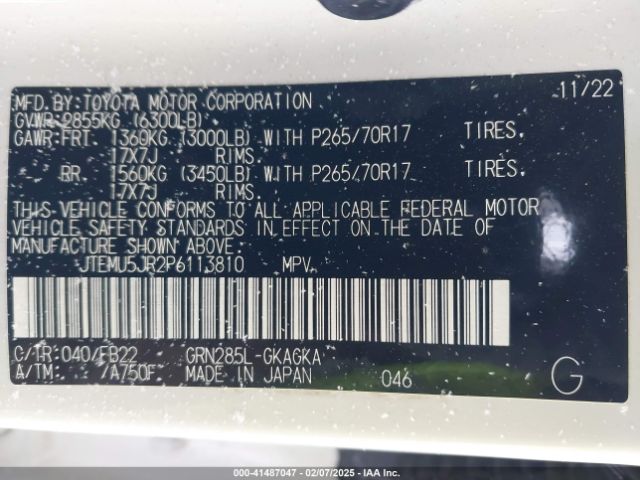 MFD.BY:TOYOTA MOTOR CORPORATION 11/22
GVWR 2855KG (6300LB)
GAWR-FRT 1360KG (3000LB) WITH P265/70R17 TIRES.
17X7J RIMS
RR 1560KG (3450LB) WITH P265/70R17 TIRES.
17X7J RIMS
THIS VEHICLE CONFORMS TO ALL APPLICABLE FEDERAL MOTOR
VEHICLE SAFETY STANDARDS IN EFFECT ON THE DATE OF
MANUFACTURE SHOWN ABOVE.
JTEMU5JR2P6113810 MPV
C/TR:040/FB22 GRN285L-GKAGKA
A/TM: /A750F MADE IN JAPAN 046 G
000-41487047 — 02/07/2025 — IAAI.COM